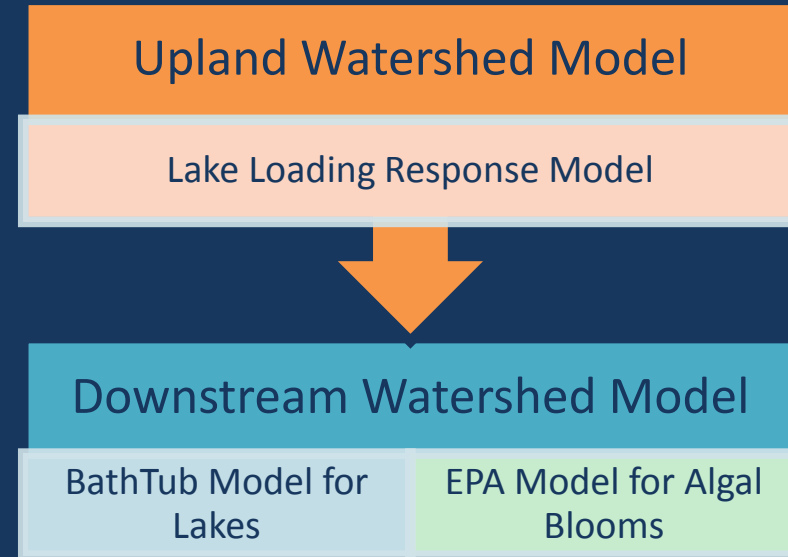 Upland Watershed Model
Lake Loading Response Model
Downstream Watershed Model
BathTub Model for
Lakes
EPA Model for Algal
Blooms